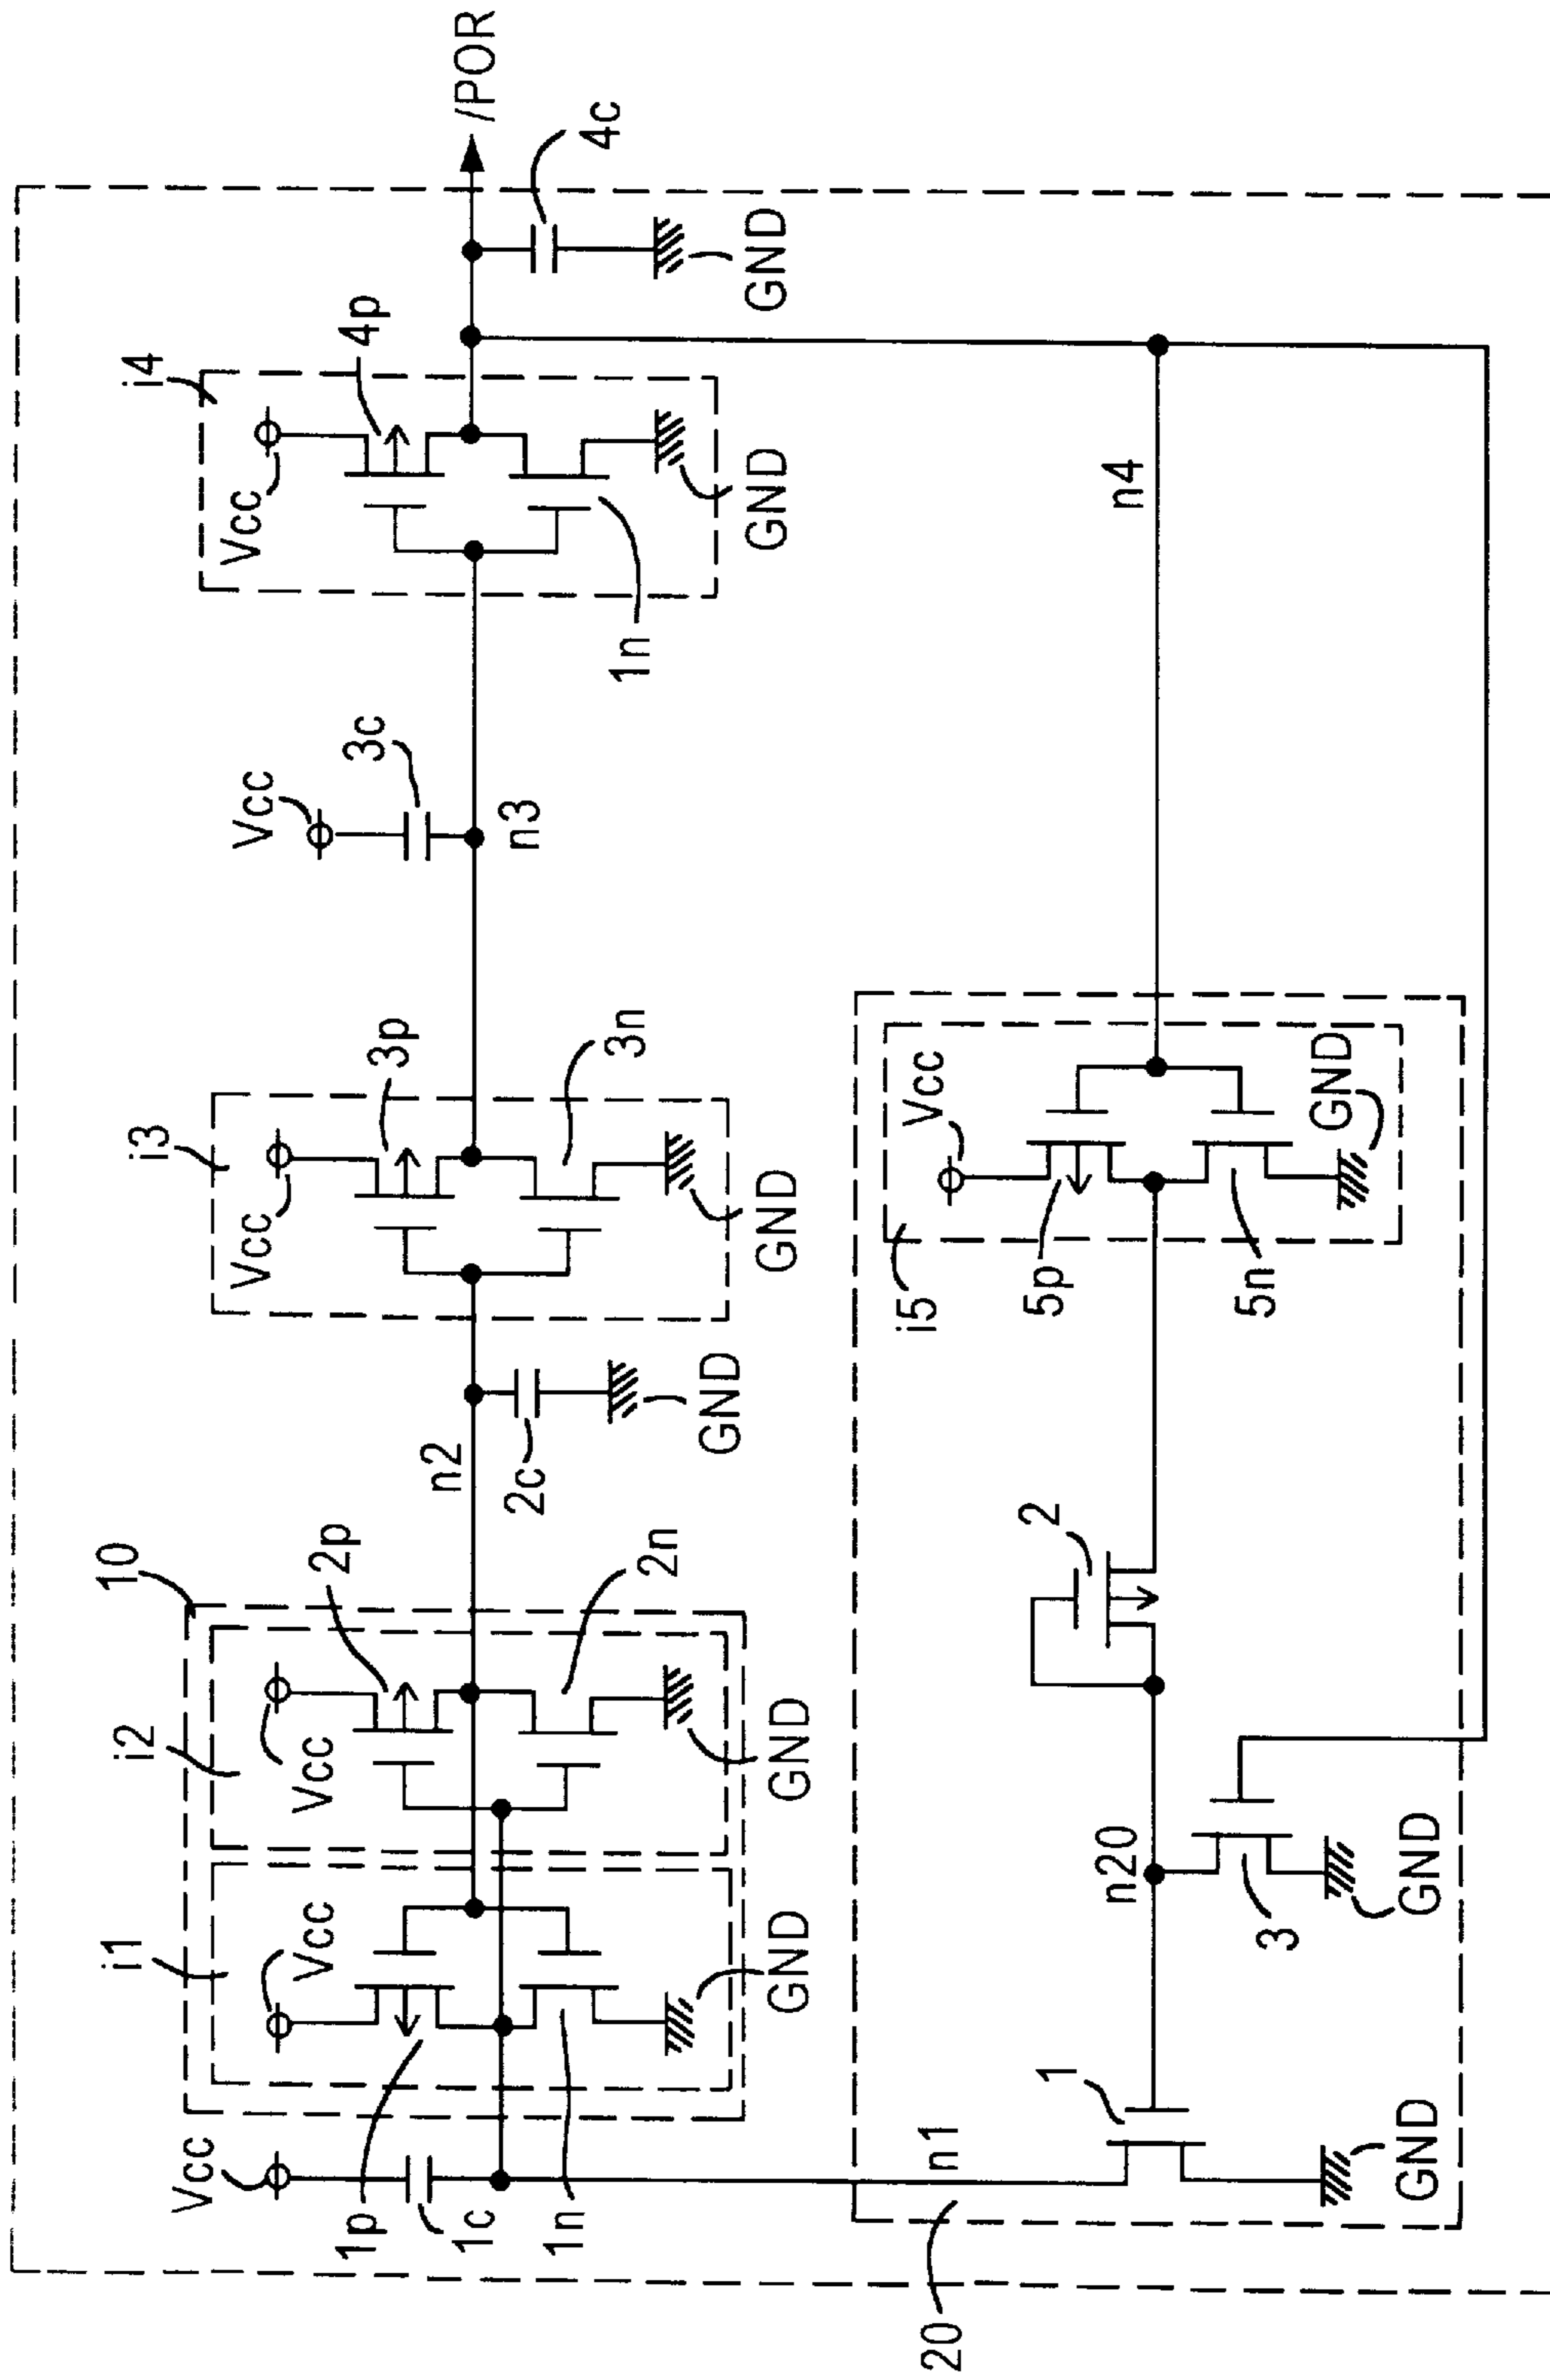 10
i1
i2
i3
i4
Vcc
Vcc
Vcc
Vcc
Vcc
Vcc
1p
2p
3p
3c
4p
1c
1n
2n
n2
2c
3n
n3
1n
/POR
4c
GND
GND
GND
GND
GND
GND
20
n1
1
n20
2
i5
Vcc
5p
5n
n4
3
GND
GND
GND